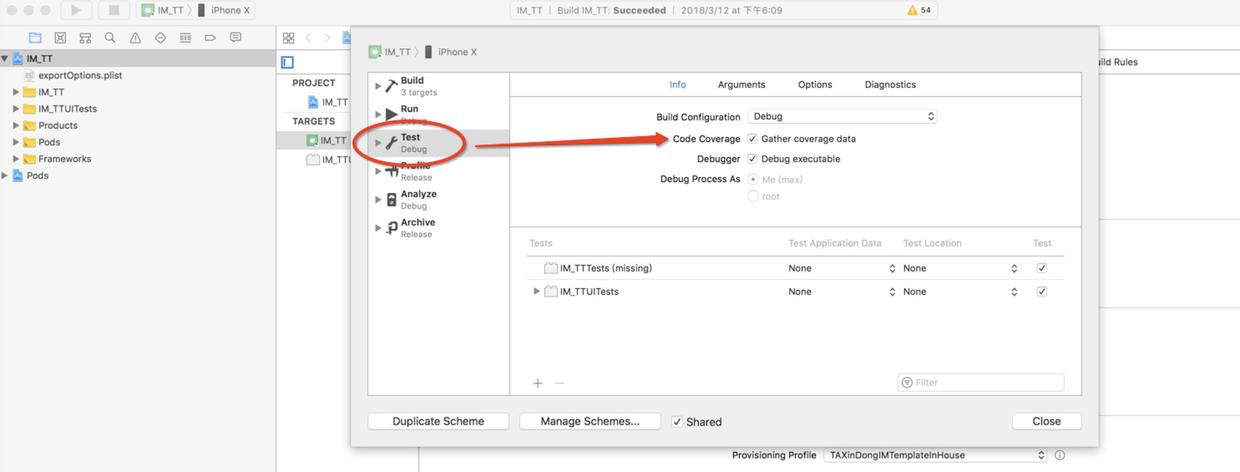 IM_TT 〉 iPhone X
IM_TT | Build IM_TT: Succeeded | 2018/3/12 at 下午6:09
54
IM_TT
exportOptions.plist
IM_TT
IM_TTUITests
Products
Pods
Frameworks
Pods
PROJECT
IM_TT
TARGETS
IM_TT
IM_TTU
uild Rules
IM_TT 〉 iPhone X
Build
3 targets
Run
Debug
Test
Debug
Profile
Release
Analyze
Debug
Archive
Release
Info Arguments Options Diagnostics
Build Configuration Debug
Code Coverage Gather coverage data
Debugger Debug executable
Debug Process As Me (max)
root
Tests Test Application Data Test Location Test
IM_TTTests (missing) None None
IM_TTUITests None None
Filter
Duplicate Scheme Manage Schemes... Shared Close
Provisioning Profile TAXinDongIMTemplateInHouse